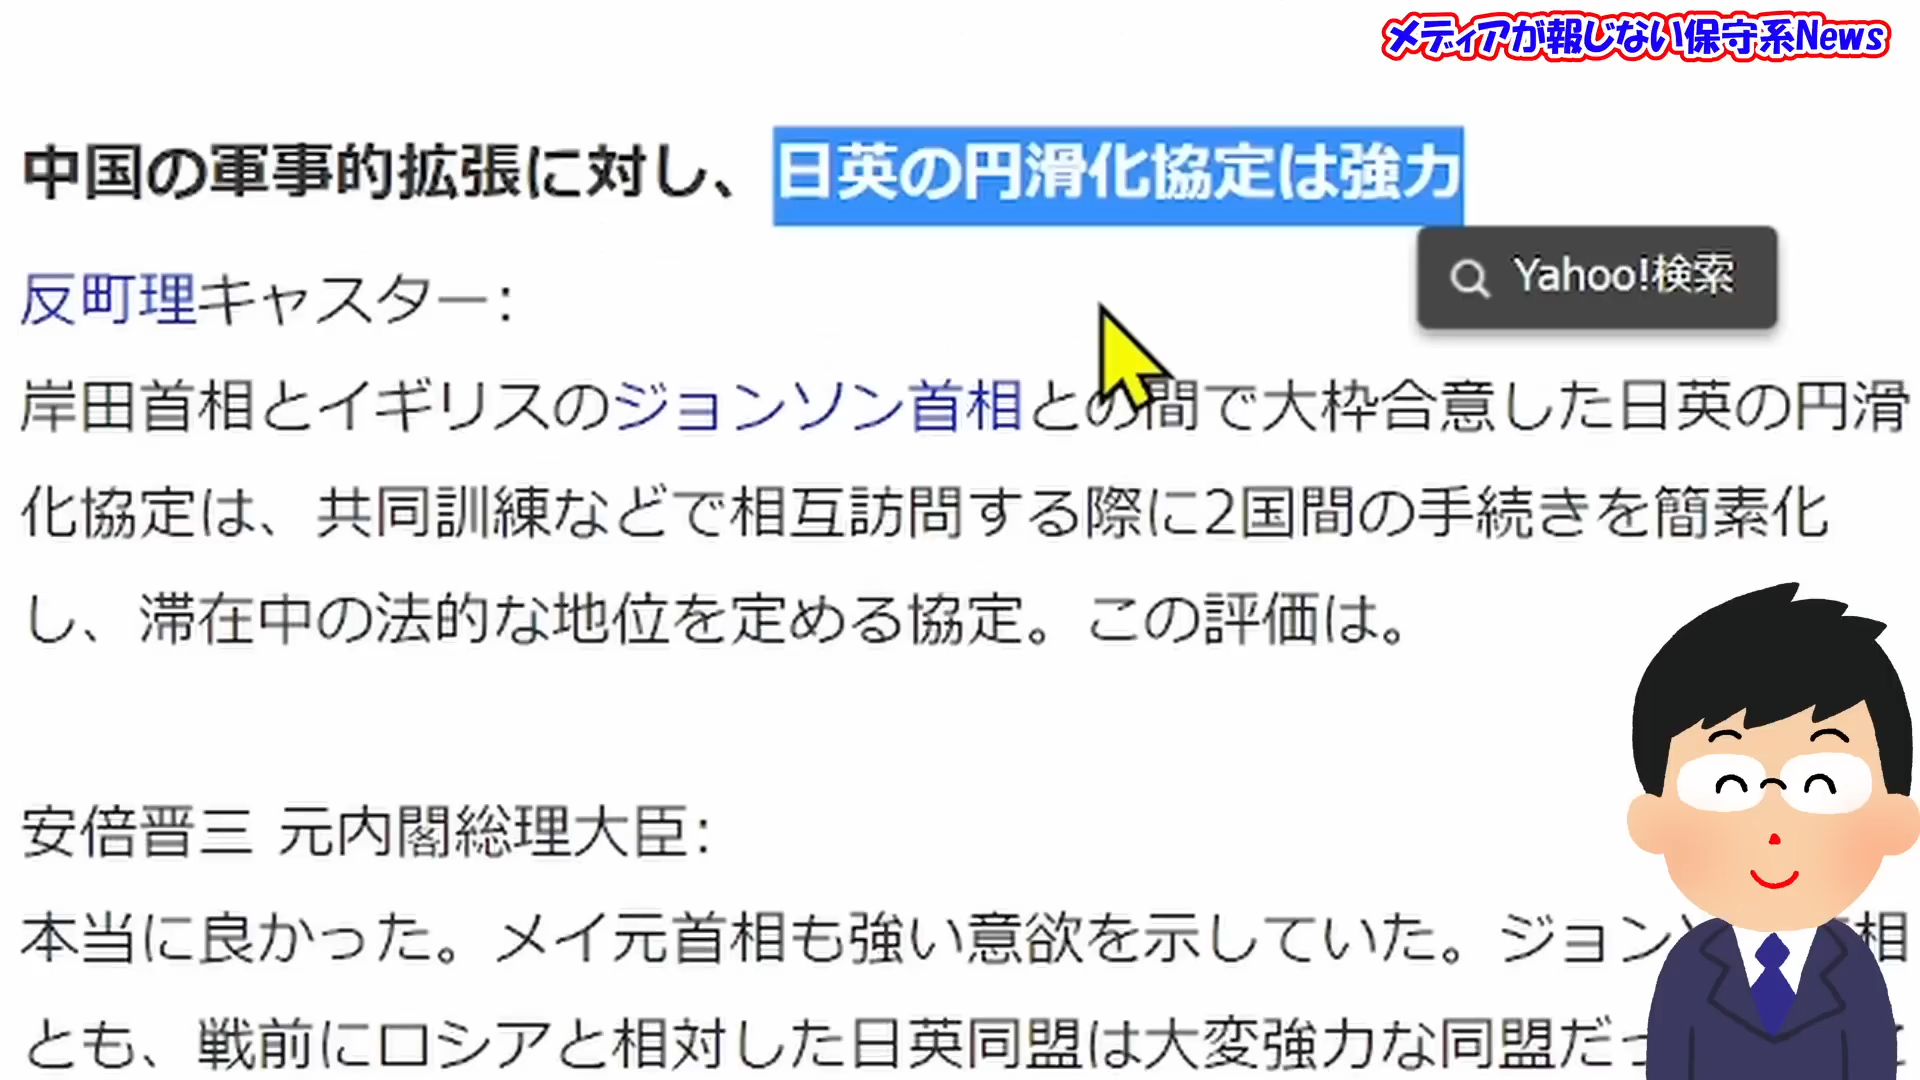 メディアが報じない保守系News
中国の軍事的拡張に対し、日英の円滑化協定は強力
Yahoo!検索
反町理キャスター:
岸田首相とイギリスのジョンソン首相との間で大枠合意した日英の円滑
化協定は、共同訓練などで相互訪問する際に2国間の手続きを簡素化
し、滞在中の法的な地位を定める協定。この評価は。
安倍晋三 元内閣総理大臣:
本当に良かった。メイ元首相も強い意欲を示していた。ジョン 相
とも、戦前にロシアと相対した日英同盟は大変強力な同盟だっ